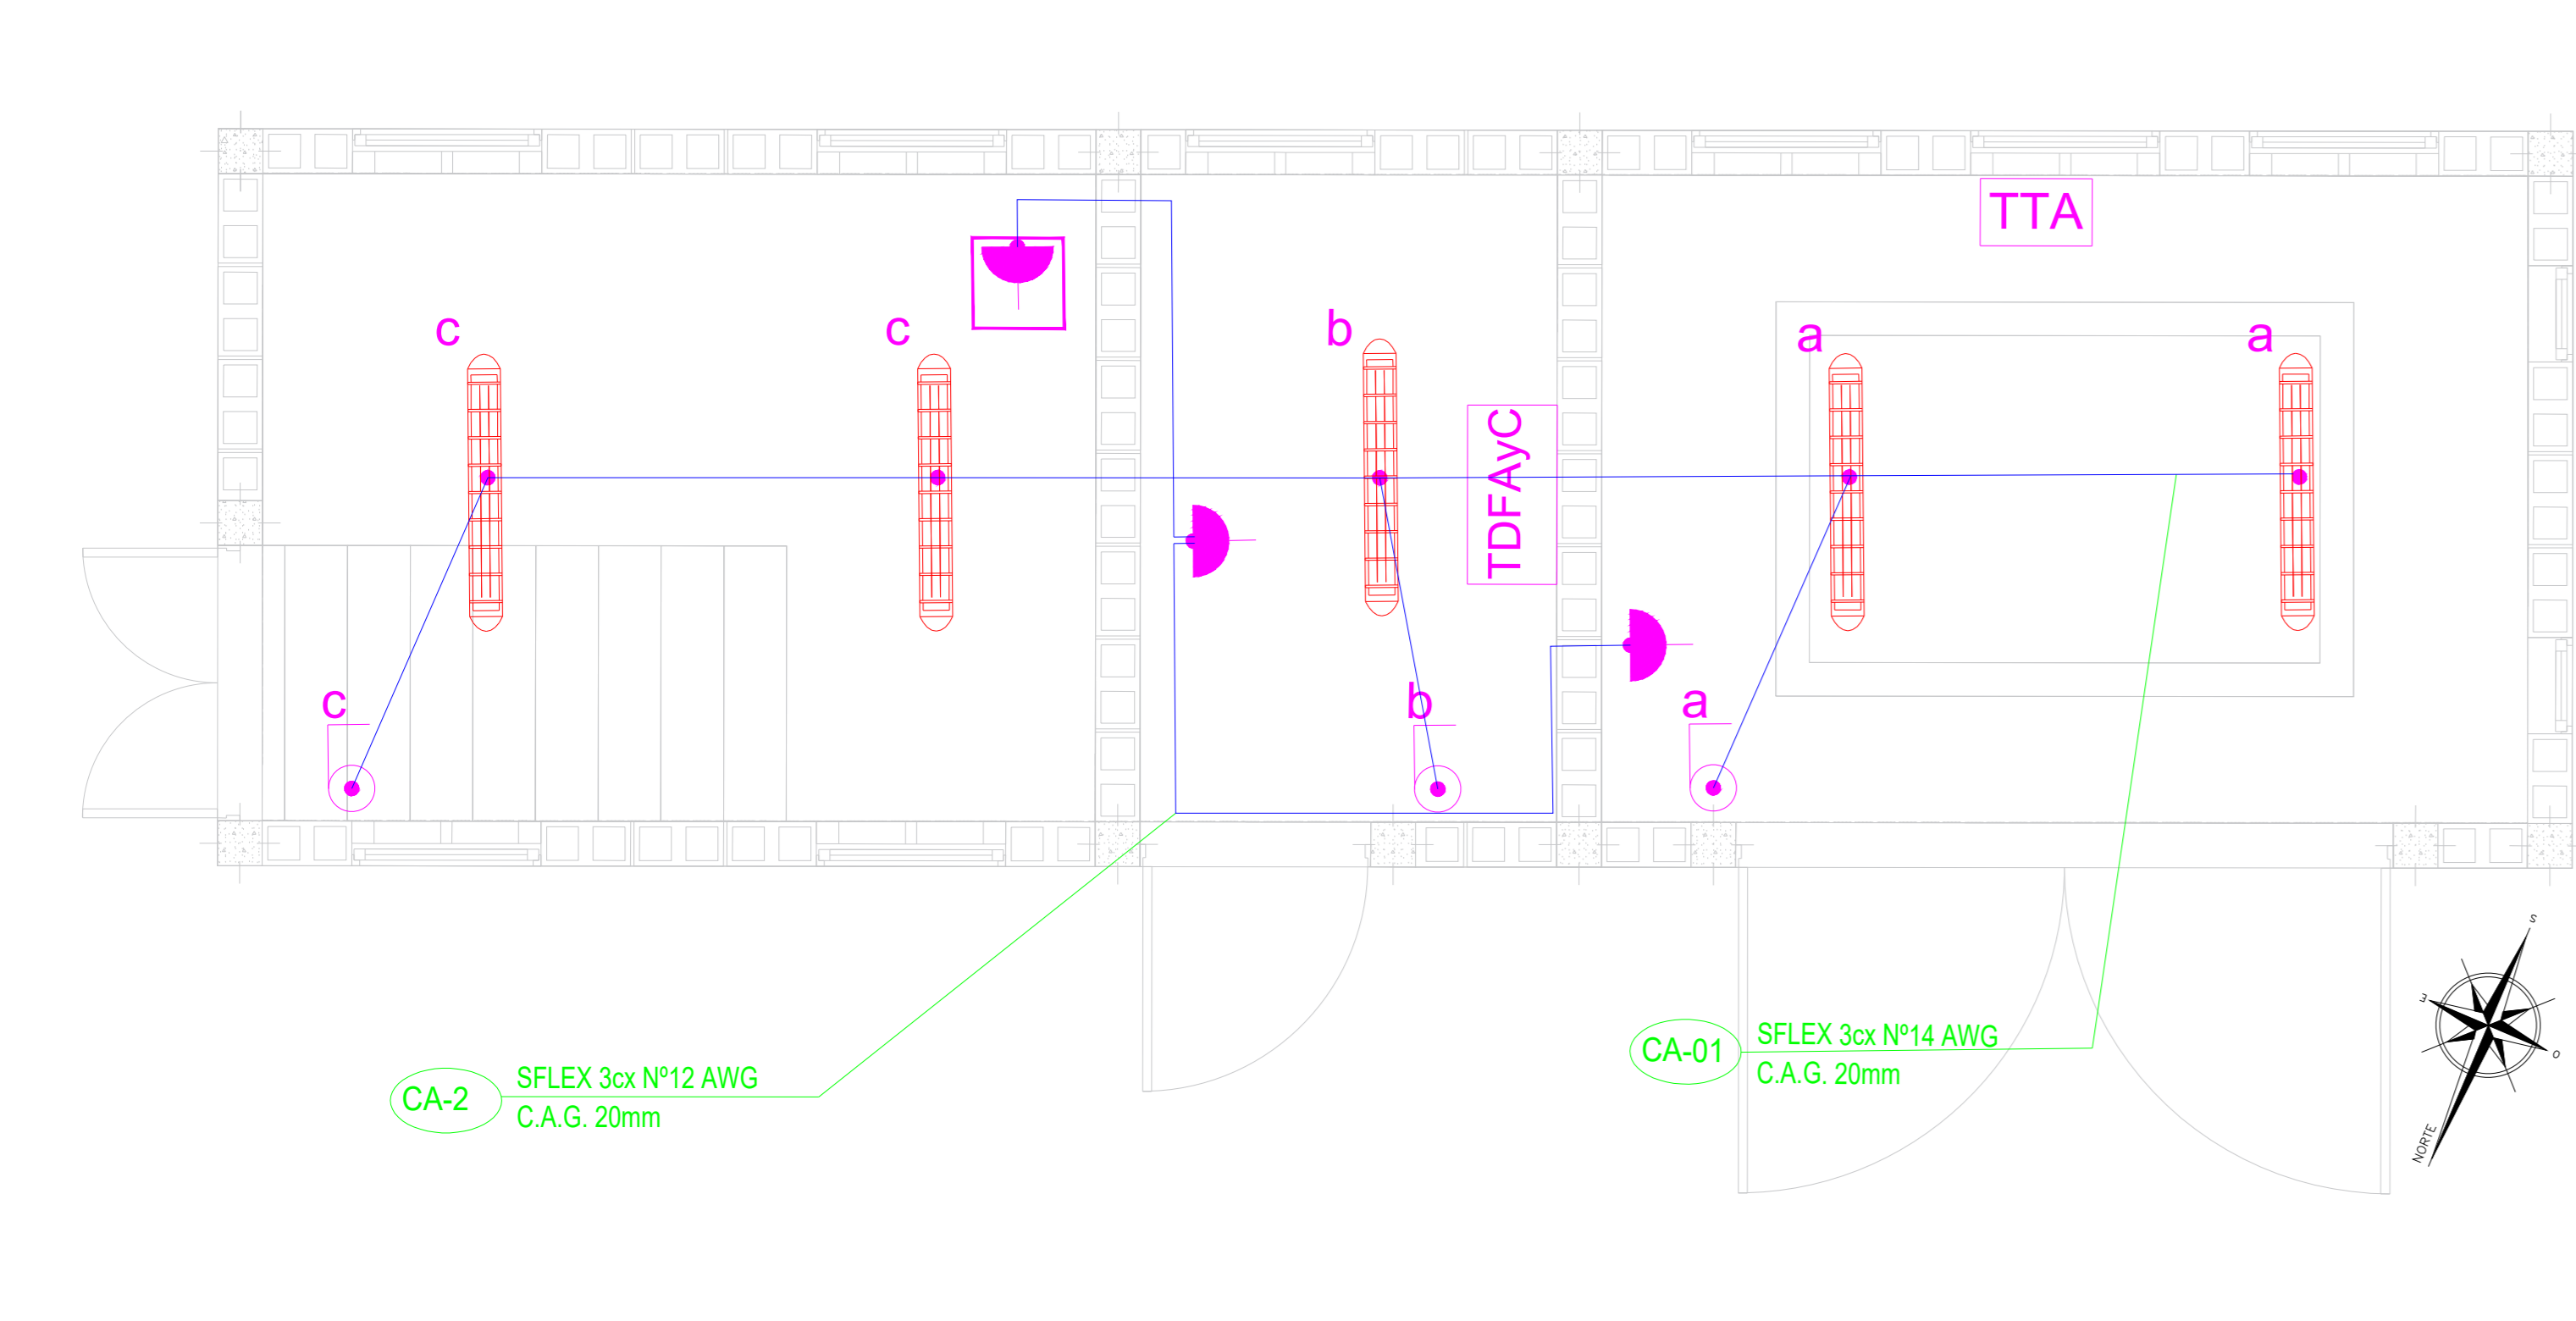 TTA
c
c
b
a
a
TDFAyC
c
b
a
S
E
O
NORTE
CA-01
SFLEX 3cx Nº14 AWG
C.A.G. 20mm
CA-2
SFLEX 3cx Nº12 AWG
C.A.G. 20mm